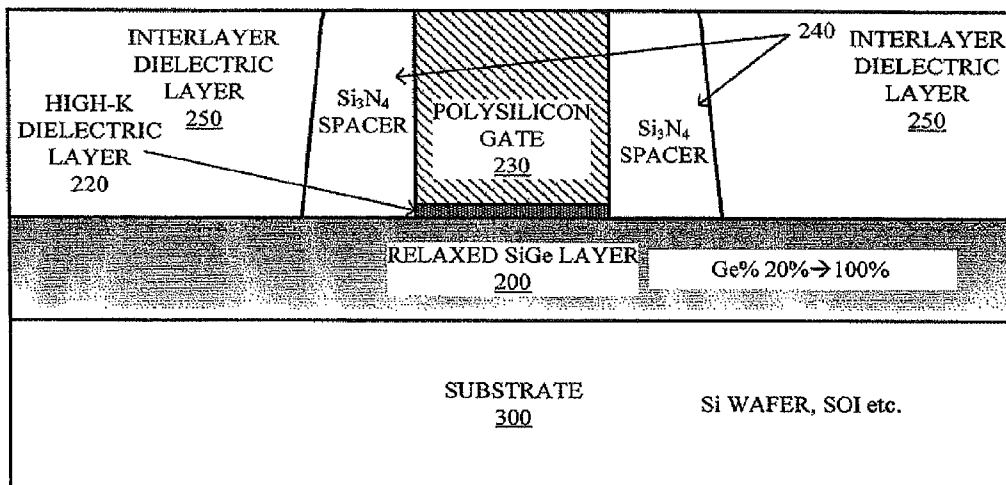 INTERLAYER
DIELECTRIC
LAYER
250
HIGH-K
DIELECTRIC
LAYER
220
Si₃N₄
SPACER
POLYSILICON
GATE
230
Si₃N₄
SPACER
240
INTERLAYER
DIELECTRIC
LAYER
250
RELAXED SiGe LAYER
200
Ge% 20%→100%
SUBSTRATE
300
Si WAFER, SOI etc.